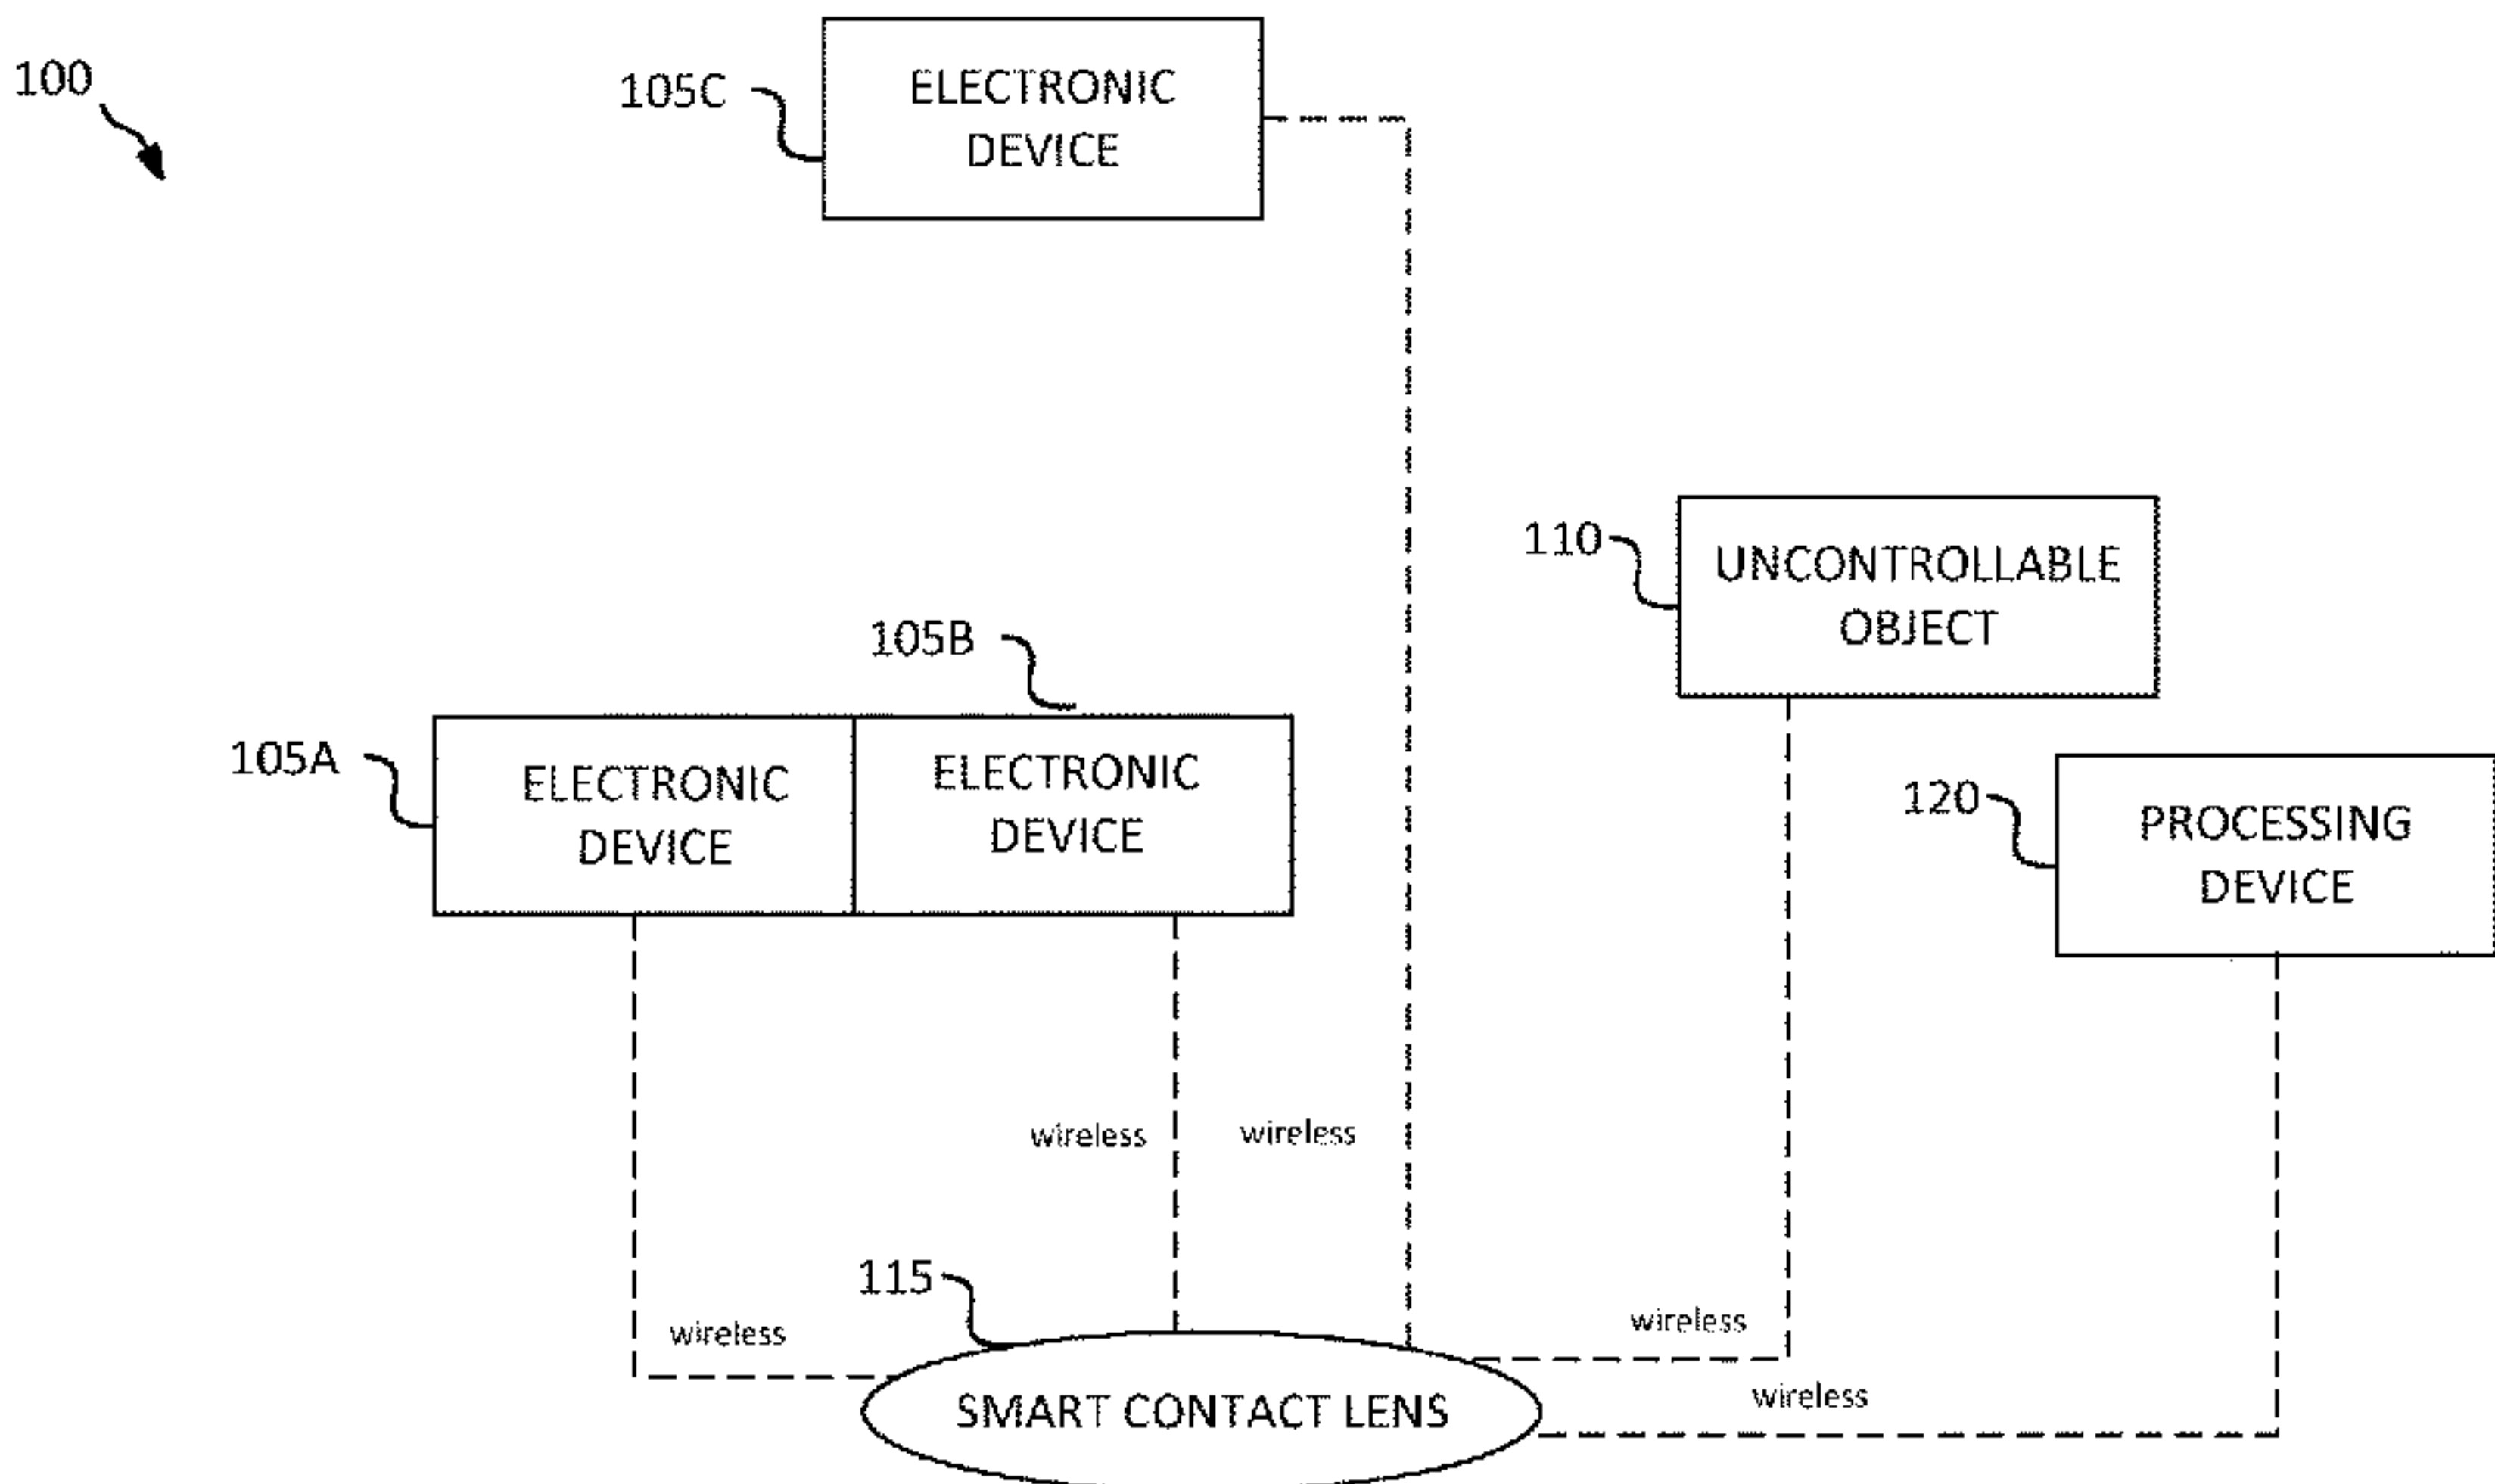 100
105C
ELECTRONIC
DEVICE
110
UNCONTROLLABLE
OBJECT
105B
105A
ELECTRONIC
DEVICE
ELECTRONIC
DEVICE
120
PROCESSING
DEVICE
wireless
wireless
115
wireless
wireless
wireless
SMART CONTACT LENS